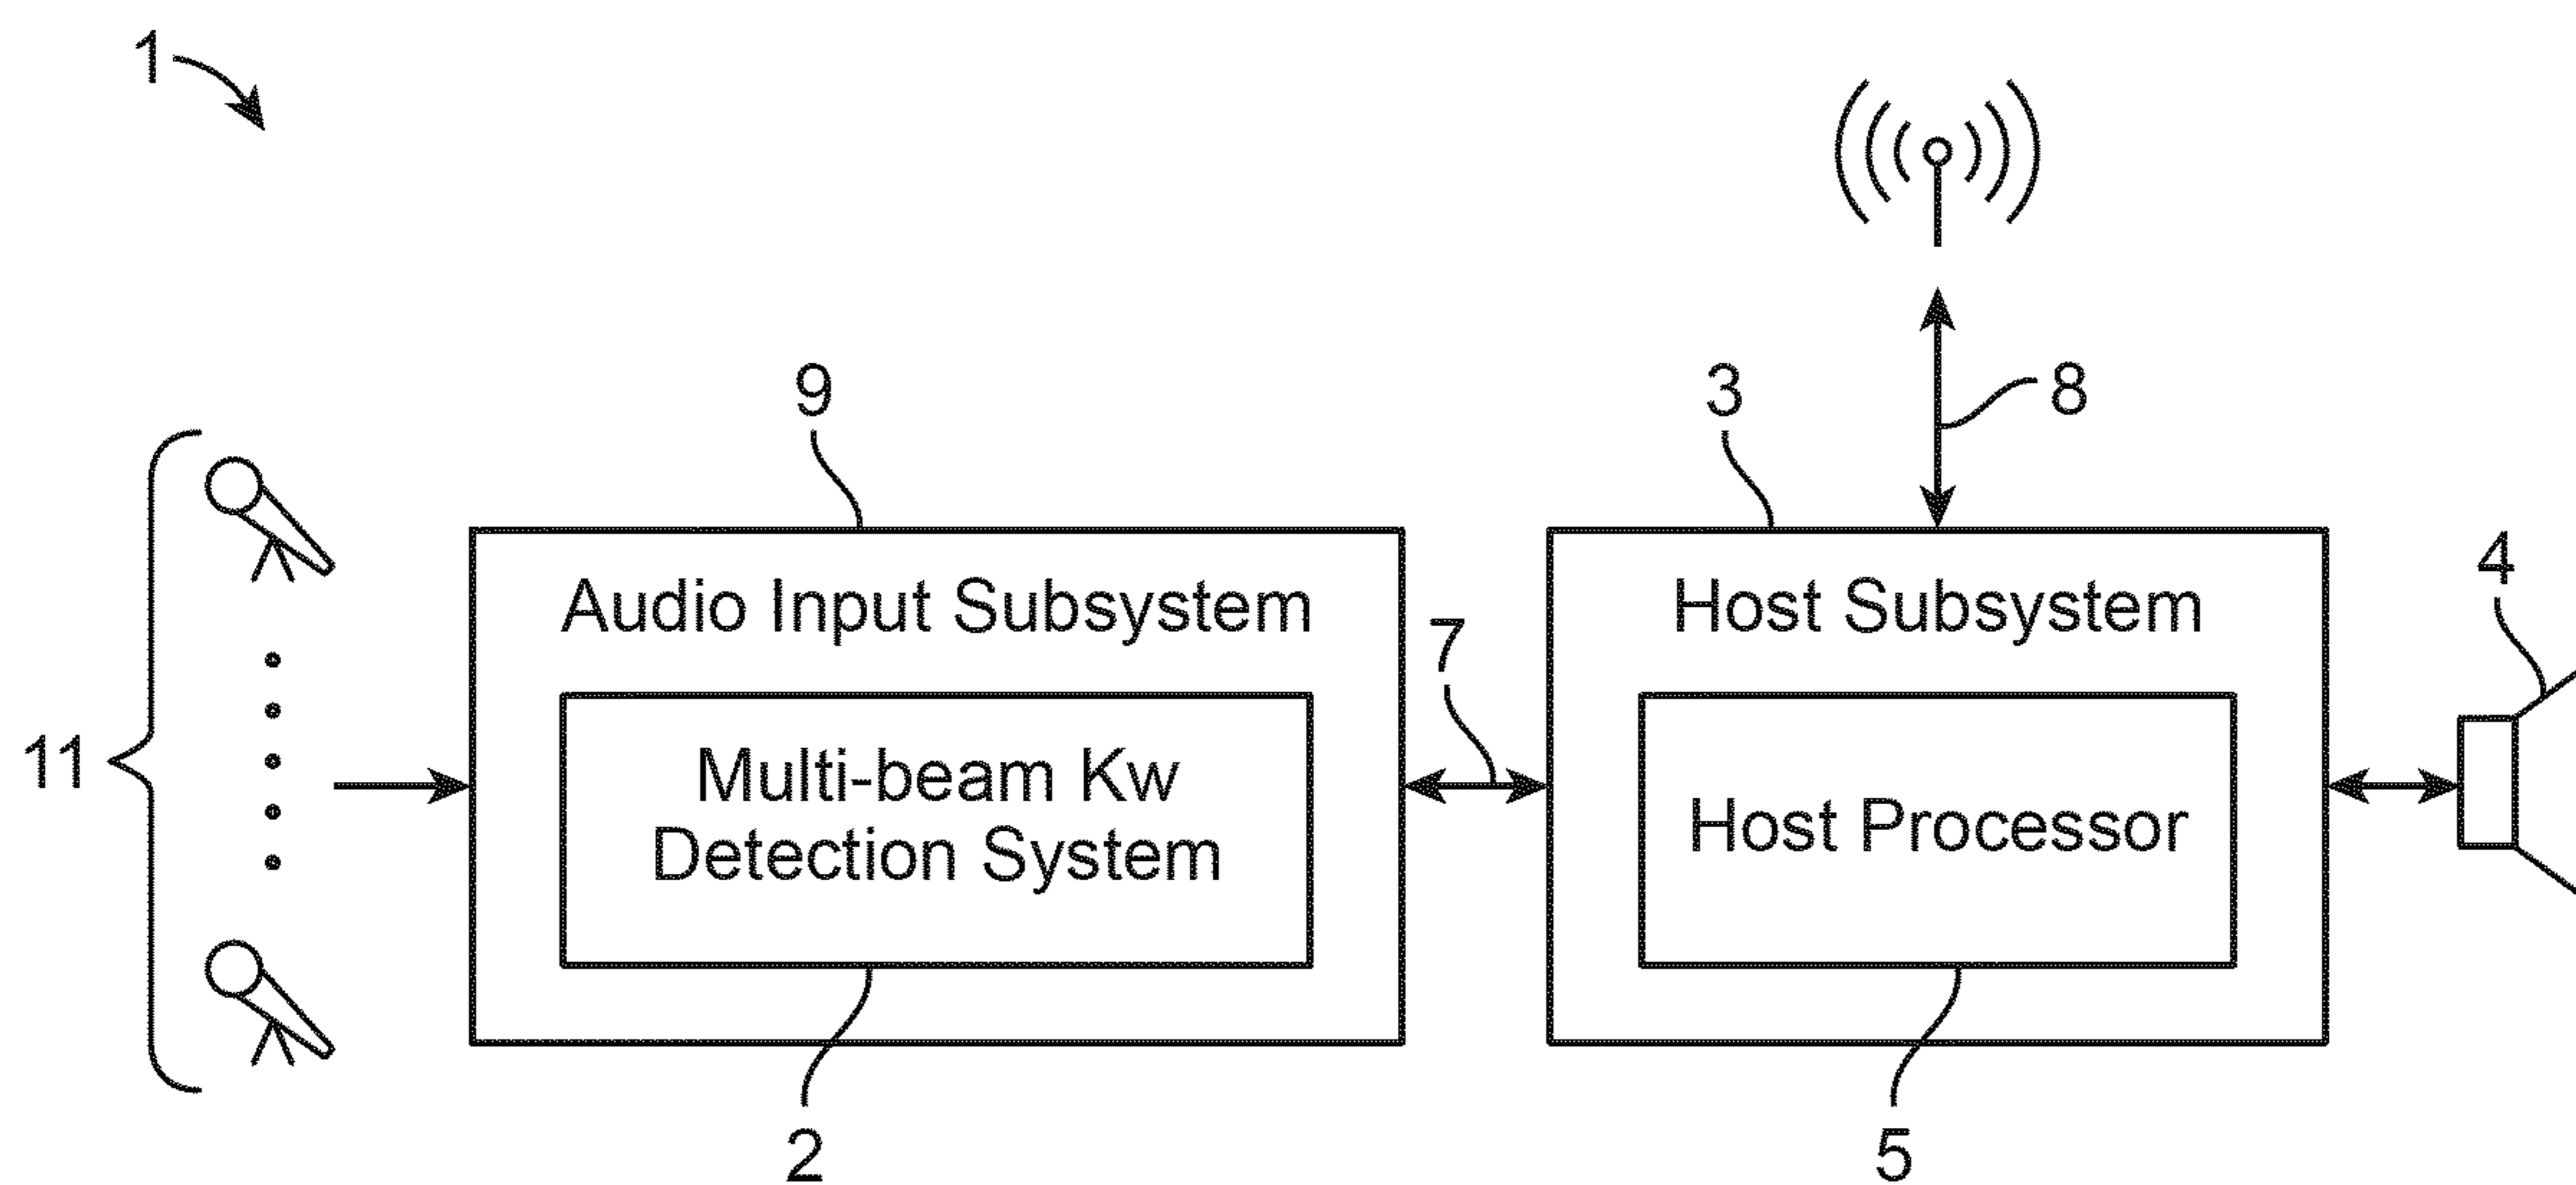 1
9
3
8
4
Audio Input Subsystem
Host Subsystem
7
11
Multi-beam Kw
Detection System
Host Processor
2
5